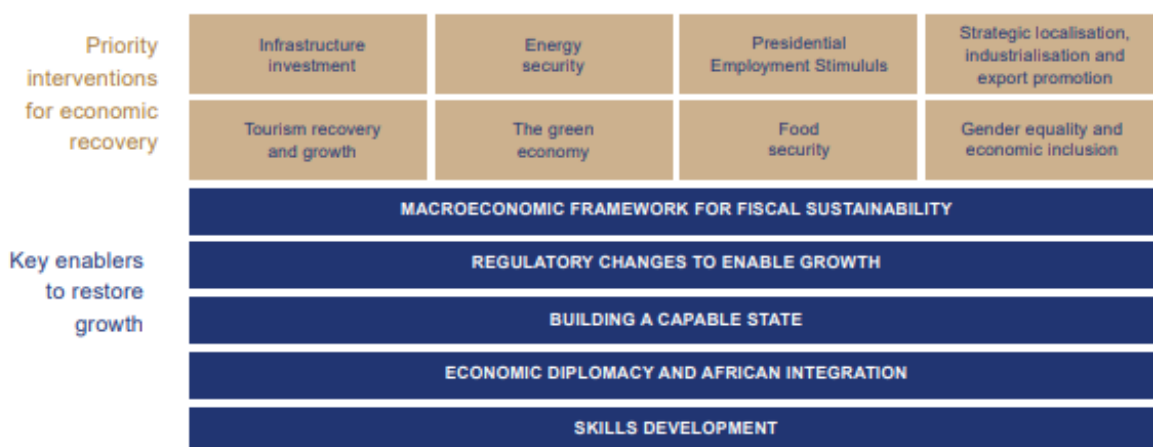 Priority
interventions
for economic
recovery
Infrastructure
investment
Energy
security
Presidential
Employment Stimululs
Strategic localisation,
industrialisation and
export promotion
Tourism recovery
and growth
The green
economy
Food
security
Gender equality and
economic inclusion
Key enablers
to restore
growth
MACROECONOMIC FRAMEWORK FOR FISCAL SUSTAINABILITY
REGULATORY CHANGES TO ENABLE GROWTH
BUILDING A CAPABLE STATE
ECONOMIC DIPLOMACY AND AFRICAN INTEGRATION
SKILLS DEVELOPMENT